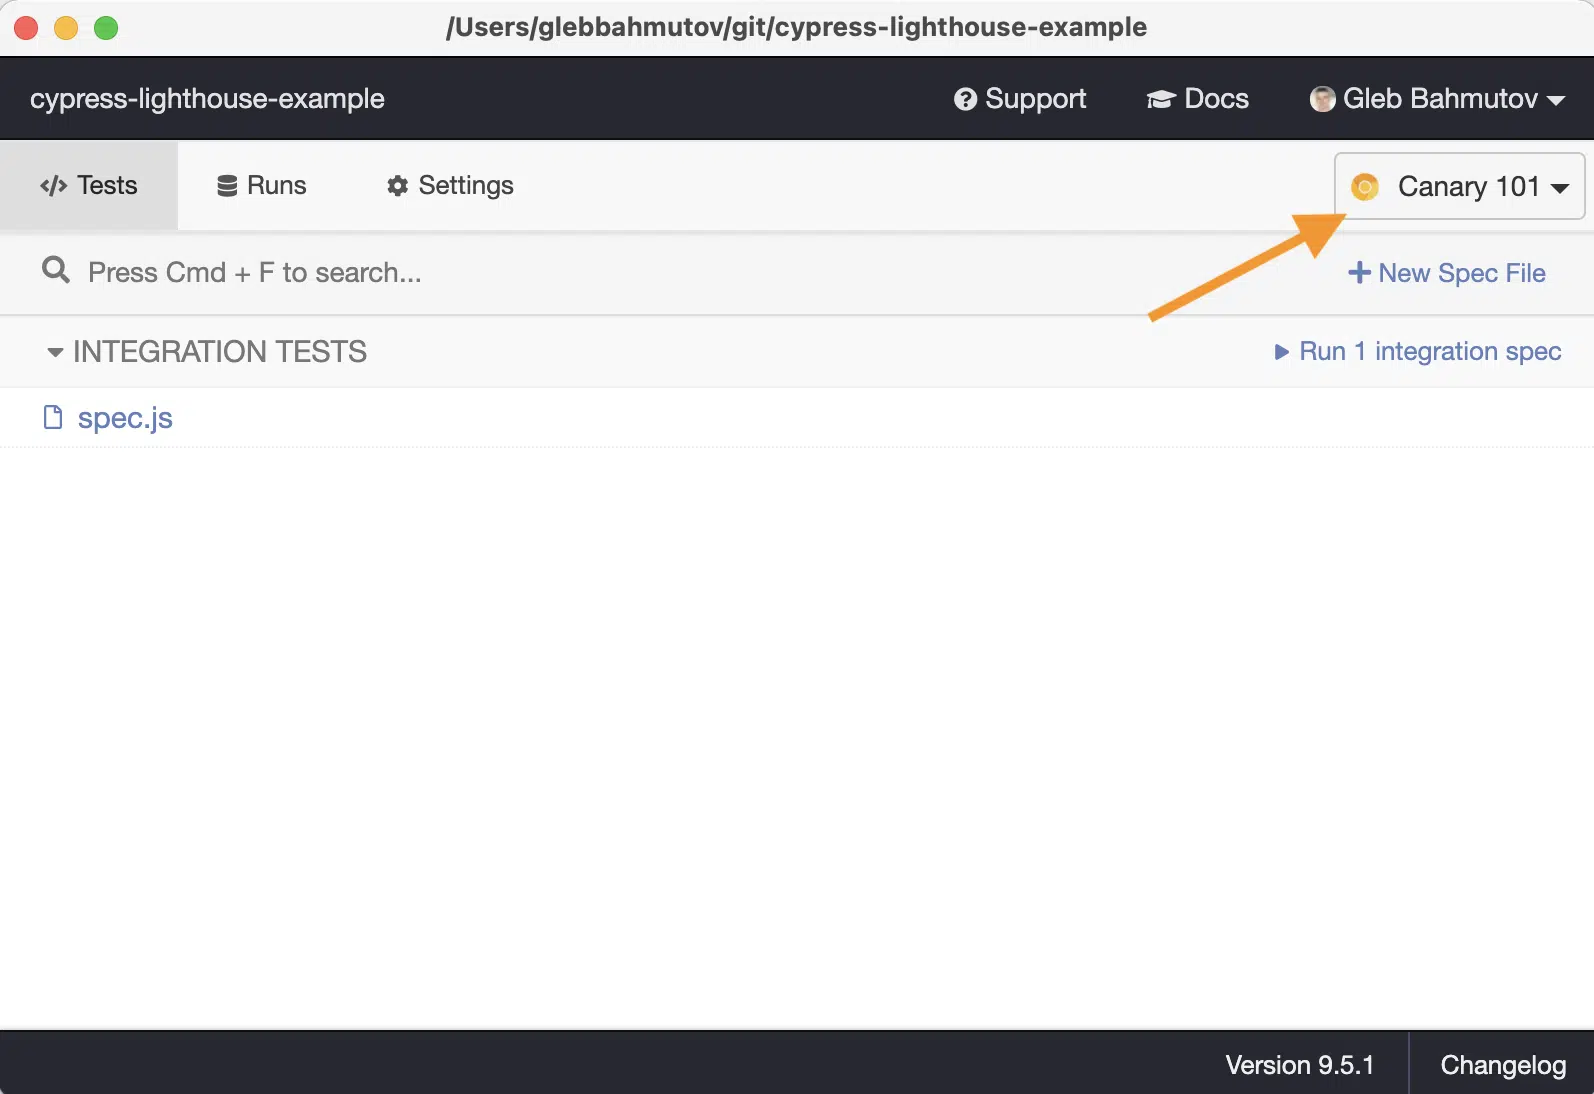 /Users/glebbahmutov/git/cypress-lighthouse-example
cypress-lighthouse-example
Support
Docs
Gleb Bahmutov
Tests
Runs
Settings
Canary 101
Press Cmd + F to search...
New Spec File
INTEGRATION TESTS
Run 1 integration spec
spec.js
Version 9.5.1
Changelog